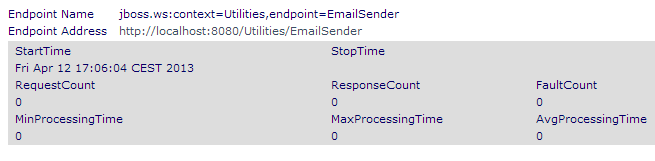 Endpoint Name jboss.ws:context=Utilities,endpoint=EmailSender
Endpoint Address http://localhost:8080/Utilities/EmailSender
StartTime StopTime
Fri Apr 12 17:06:04 CEST 2013
RequestCount ResponseCount FaultCount
0 0 0
MinProcessingTime MaxProcessingTime AvgProcessingTime
0 0 0